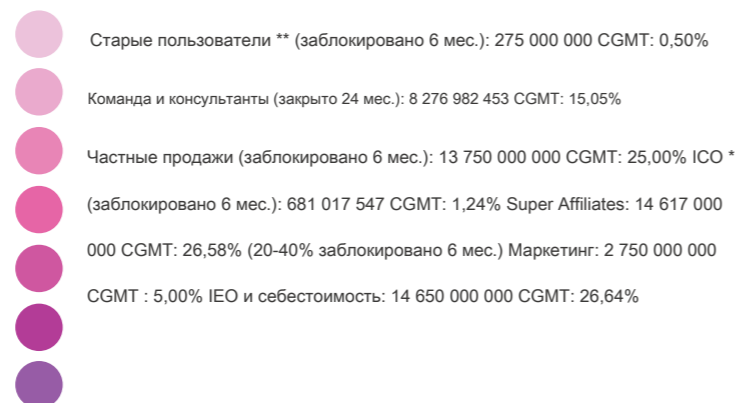 Старые пользователи ** (заблокировано 6 мес.): 275 000 000 CGMT: 0,50%
Команда и консультанты (закрыто 24 мес.): 8 276 982 453 CGMT: 15,05%
Частные продажи (заблокировано 6 мес.): 13 750 000 000 CGMT: 25,00% ICO *
(заблокировано 6 мес.): 681 017 547 CGMT: 1,24% Super Affiliates: 14 617 000
000 CGMT: 26,58% (20-40% заблокировано 6 мес.) Маркетинг: 2 750 000 000
CGMT : 5,00% IEO и себестоимость: 14 650 000 000 CGMT: 26,64%